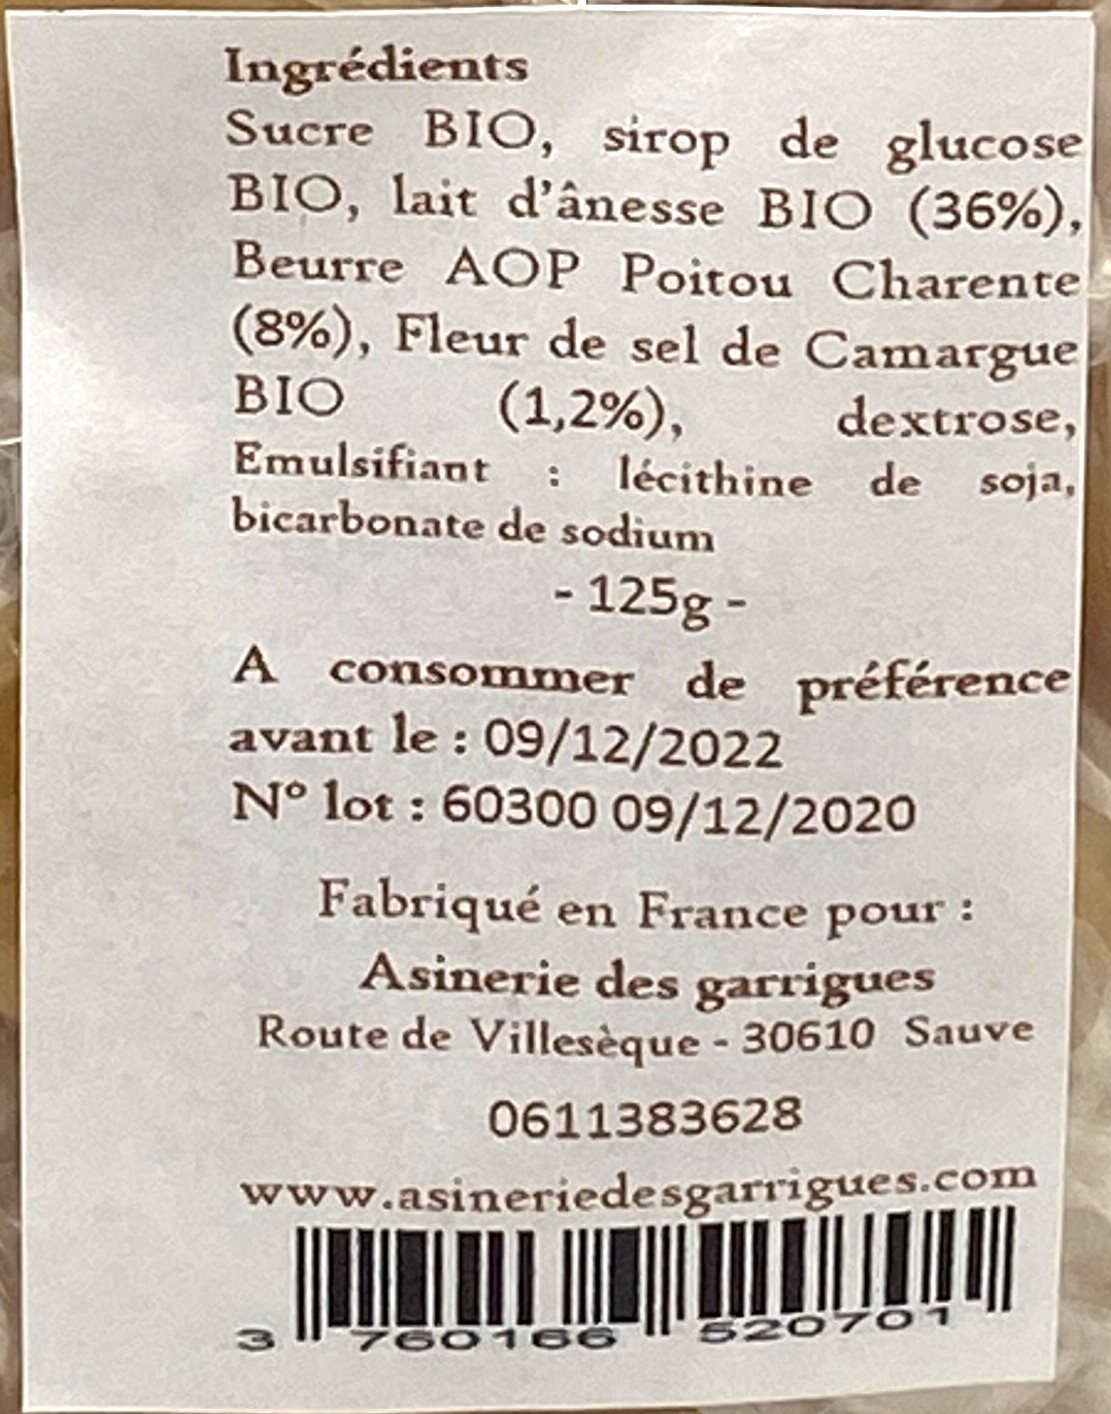 Ingrédients
Sucre BIO, sirop de glucose
BIO, lait d'ânesse BIO (36%),
Beurre AOP Poitou Charente
(8%), Fleur de sel de Camargue
BIO (1,2%), dextrose,
Emulsifiant : lécithine de soja,
bicarbonate de sodium
- 125g -
A consommer de préférence
avant le : 09/12/2022
N° lot : 60300 09/12/2020
Fabriqué en France pour :
Asinerie des garrigues
Route de Villesèque - 30610 Sauve
0611383628
www.asineriedesgarrigues.com
3 760166 520701